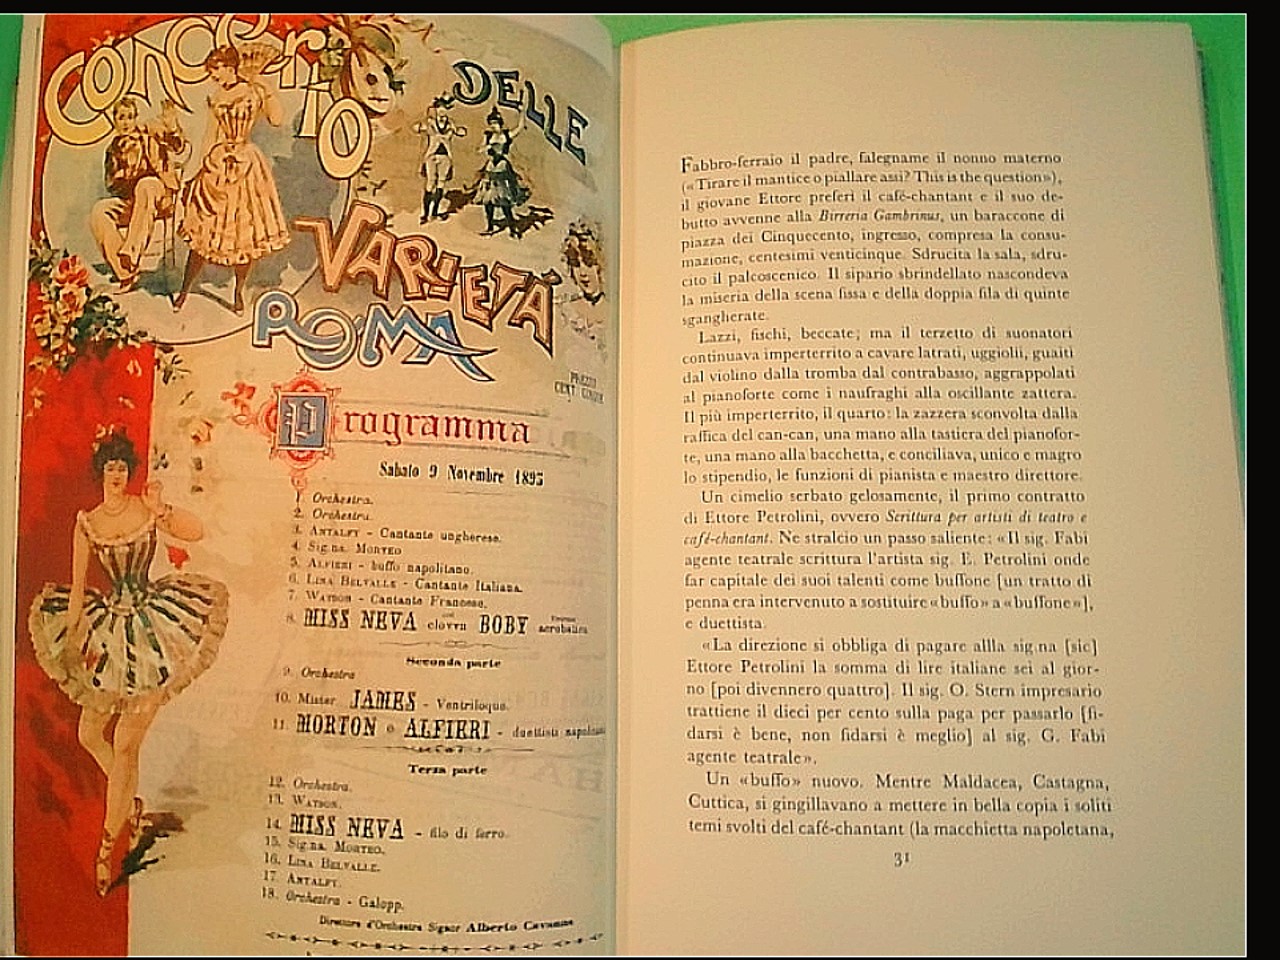 CONCERTO
DELLE
VARIETÀ
ROMA
PREZZO
CENT. CINQUE
Programma
Sabato 9 Novembre 1895
1. Orchestra.
2. Orchestra.
3. ANTALFY - Cantante ungherese.
4. Sig.na. MORTEO
5. ALFIERI - buffo napolitano.
6. LINA BELVALLE - Cantante Italiana.
7. WATSON - Cantante Francese.
8. MISS NEVA clovvn BOBY acrobatica
Seconda parte
9. Orchestra
10. Mister JAMES - Ventriloquo.
11. MORTON e ALFIERI - duettisti napoletani
Terza parte
12. Orchestra.
13. WATSON.
14. MISS NEVA - filo di ferro.
15. Sig.na. MORTEO.
16. LINA BELVALLE.
17. ANTALFY.
18. Orchestra - Galopp.
Direttore d'Orchestra Signor Alberto Cavanna
Fabbro-ferraio il padre, falegname il nonno materno
(«Tirare il mantice o piallare assi? This is the question»),
il giovane Ettore preferì il café-chantant e il suo de-
butto avvenne alla Birreria Gambrinus, un baraccone di
piazza dei Cinquecento, ingresso, compresa la consu-
mazione, centesimi venticinque. Sdrucita la sala, sdru-
cito il palcoscenico. Il sipario sbrindellato nascondeva
la miseria della scena fissa e della doppia fila di quinte
sgangherate.
Lazzi, fischi, beccate; ma il terzetto di suonatori
continuava imperterrito a cavare latrati, uggiolii, guaiti
dal violino dalla tromba dal contrabasso, aggrappolati
al pianoforte come i naufraghi alla oscillante zattera.
Il più imperterrito, il quarto: la zazzera sconvolta dalla
raffica del can-can, una mano alla tastiera del pianofor-
te, una mano alla bacchetta, e conciliava, unico e magro
lo stipendio, le funzioni di pianista e maestro direttore.
Un cimelio serbato gelosamente, il primo contratto
di Ettore Petrolini, ovvero Scrittura per artisti di teatro e
café-chantant. Ne stralcio un passo saliente: «Il sig. Fabi
agente teatrale scrittura l'artista sig. E. Petrolini onde
far capitale dei suoi talenti come buffone [un tratto di
penna era intervenuto a sostituire «buffo» a «buffone»],
e duettista.
«La direzione si obbliga di pagare allla sig.na [sic]
Ettore Petrolini la somma di lire italiane sei al gior-
no [poi divennero quattro]. Il sig. O. Stern impresario
trattiene il dieci per cento sulla paga per passarlo [fi-
darsi è bene, non fidarsi è meglio] al sig. G. Fabi
agente teatrale».
Un «buffo» nuovo. Mentre Maldacea, Castagna,
Cuttica, si gingillavano a mettere in bella copia i soliti
temi svolti del café-chantant (la macchietta napoletana,
31